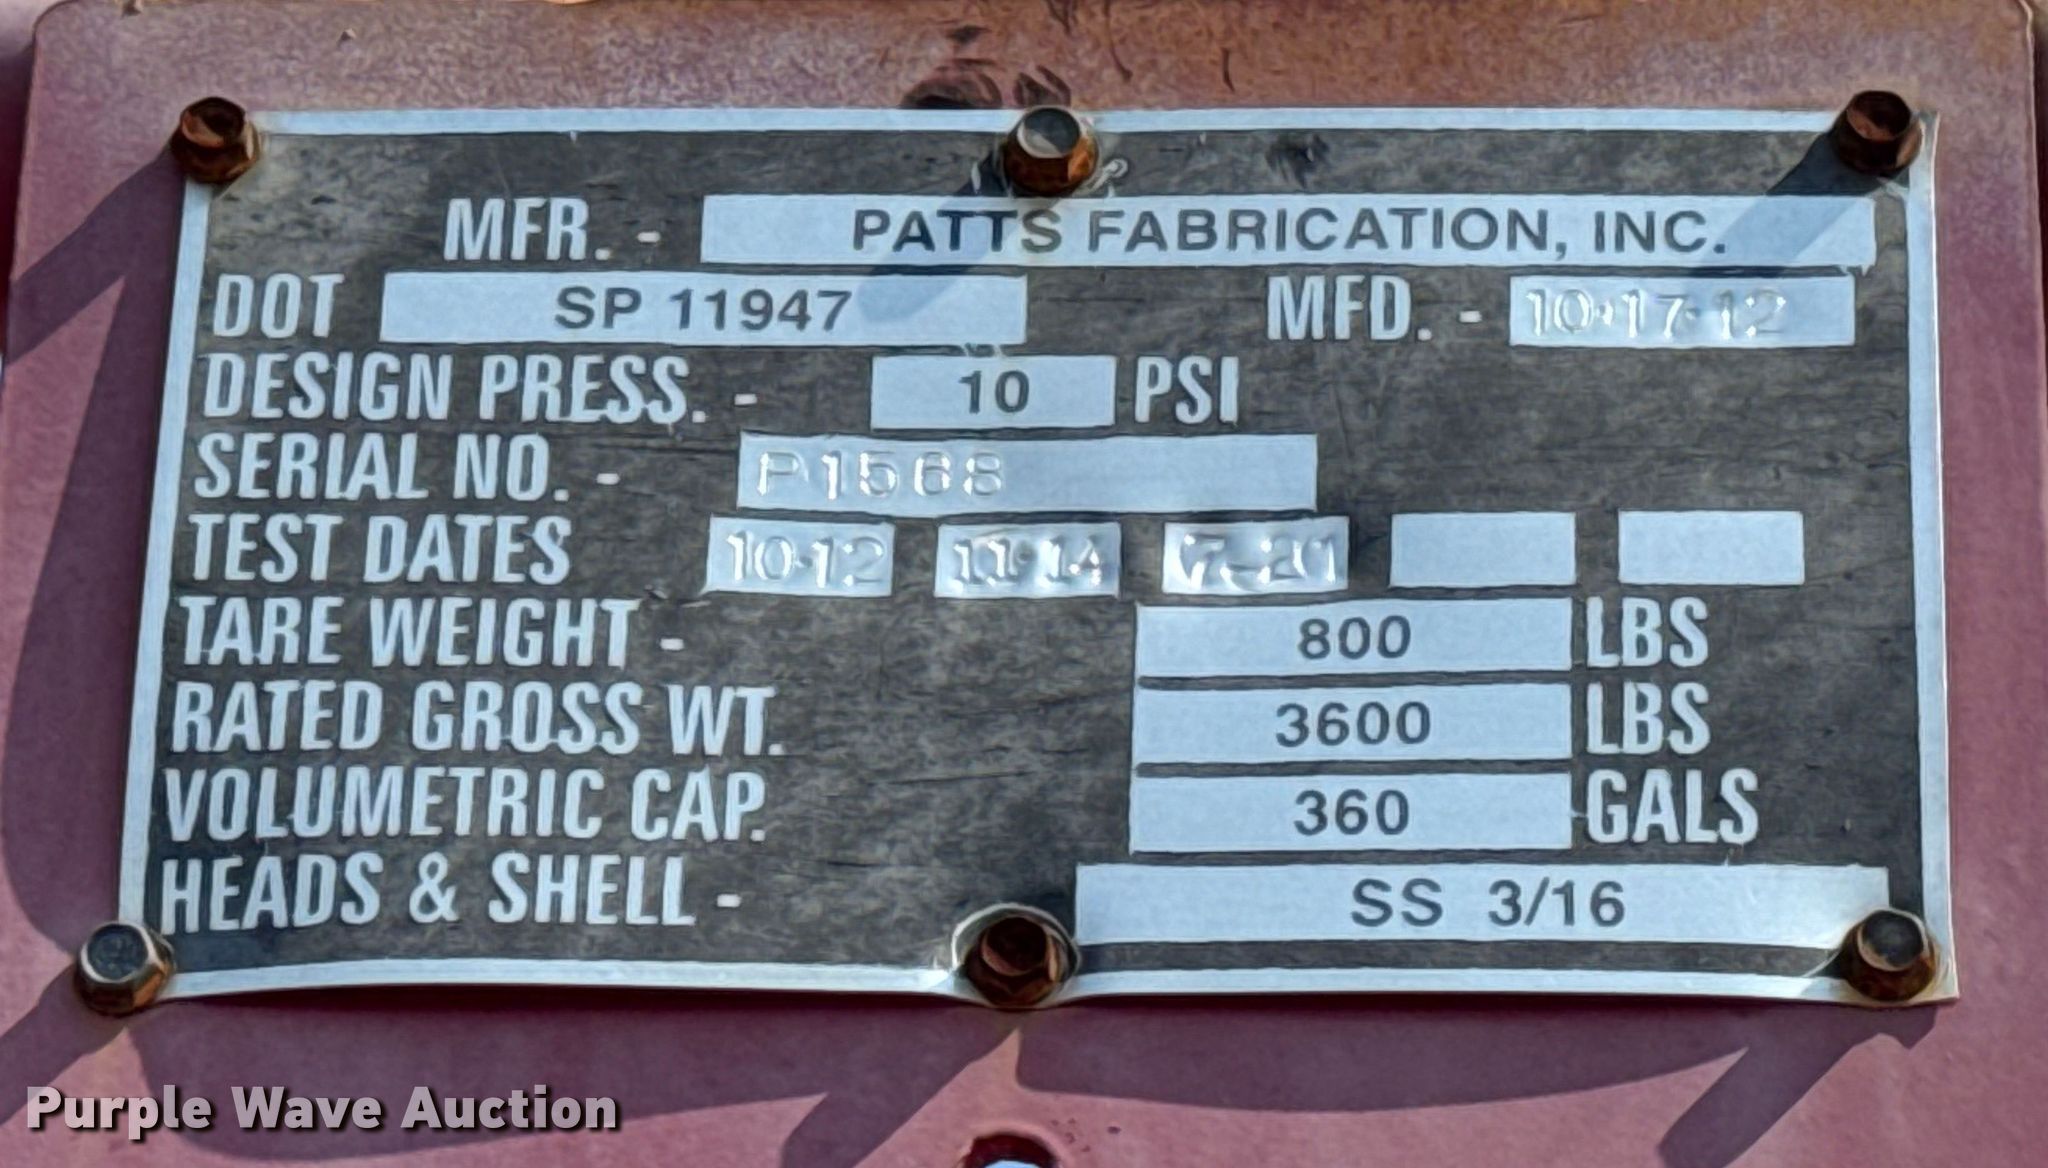 MFR. - PATTS FABRICATION, INC.
DOT SP 11947 MFD. - 10-17-12
DESIGN PRESS. - 10 PSI
SERIAL NO. - P1568
TEST DATES 10-12 11-14 7-21
TARE WEIGHT - 800 LBS
RATED GROSS WT. 3600 LBS
VOLUMETRIC CAP. 360 GALS
HEADS & SHELL - SS 3/16
Purple Wave Auction